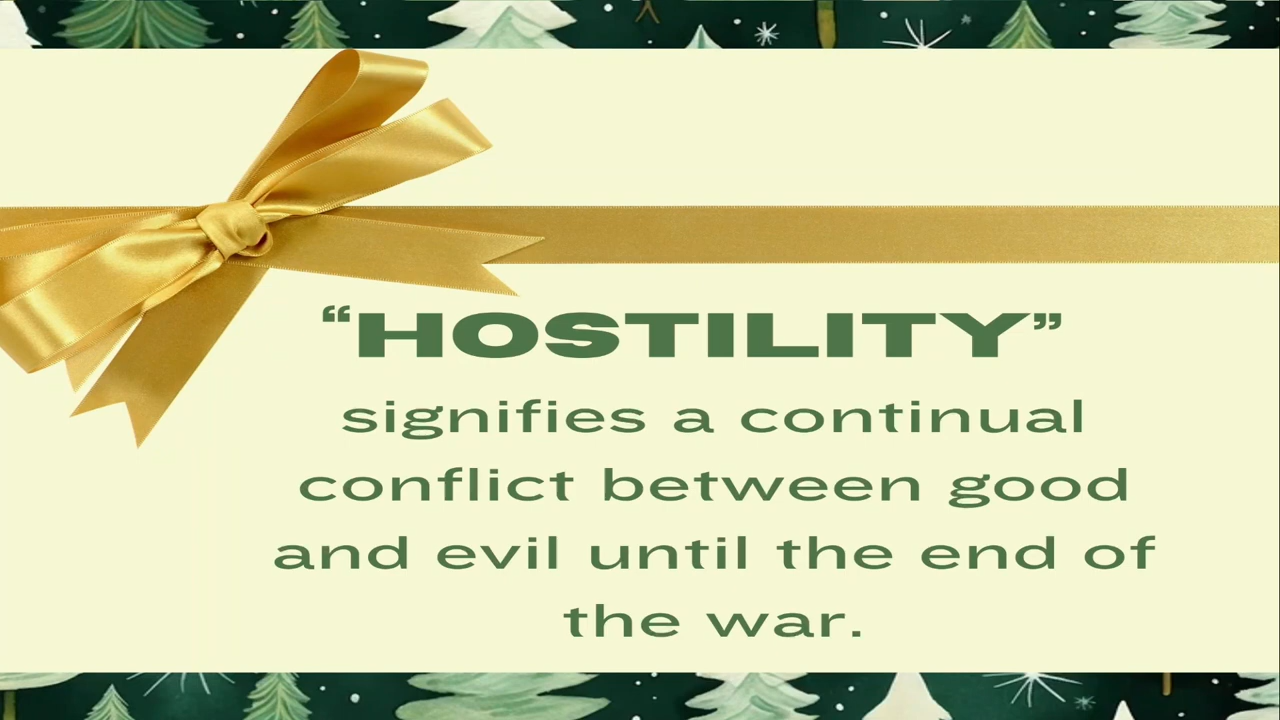 “HOSTILITY”
signifies a continual
conflict between good
and evil until the end of
the war.